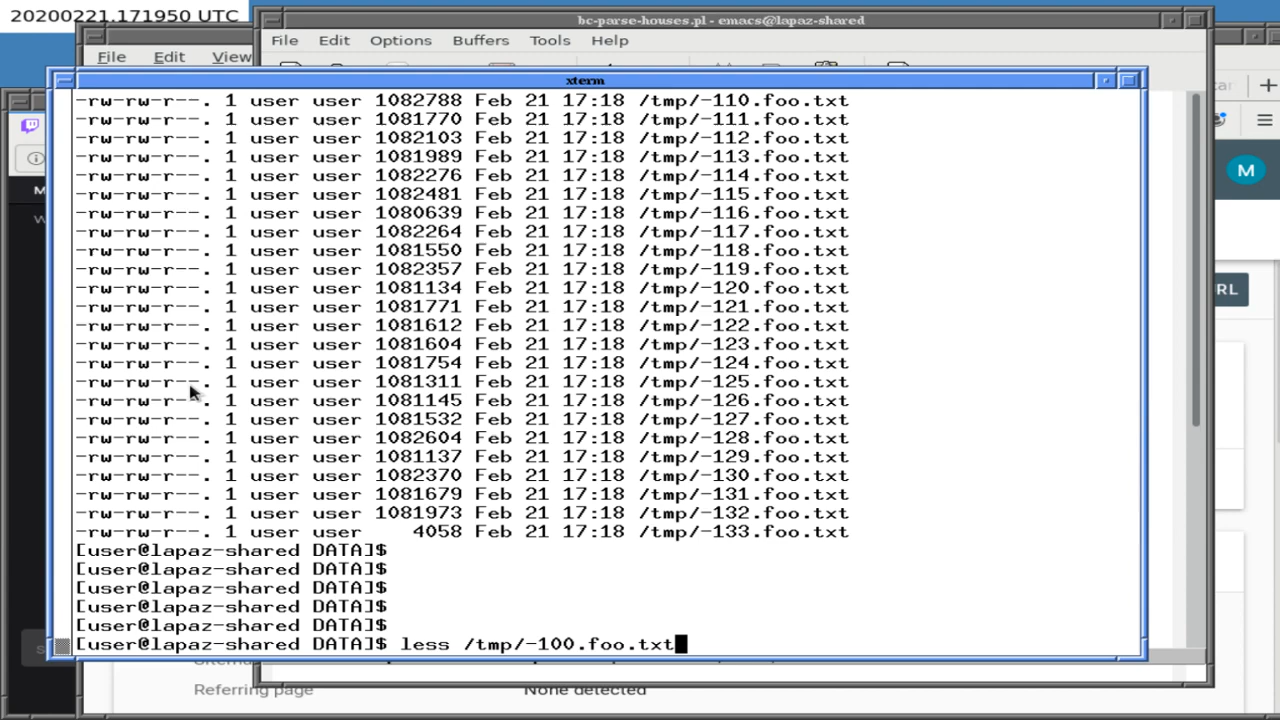 20200221.171950 UTC
bc-parse-houses.pl - emacs@lapaz-shared
File Edit Options Buffers Tools Help
File Edit View
xterm
-rw-rw-r--. 1 user user 1082788 Feb 21 17:18 /tmp/-110.foo.txt
-rw-rw-r--. 1 user user 1081770 Feb 21 17:18 /tmp/-111.foo.txt
-rw-rw-r--. 1 user user 1082103 Feb 21 17:18 /tmp/-112.foo.txt
-rw-rw-r--. 1 user user 1081989 Feb 21 17:18 /tmp/-113.foo.txt
-rw-rw-r--. 1 user user 1082276 Feb 21 17:18 /tmp/-114.foo.txt
-rw-rw-r--. 1 user user 1082481 Feb 21 17:18 /tmp/-115.foo.txt
-rw-rw-r--. 1 user user 1080639 Feb 21 17:18 /tmp/-116.foo.txt
-rw-rw-r--. 1 user user 1082264 Feb 21 17:18 /tmp/-117.foo.txt
-rw-rw-r--. 1 user user 1081550 Feb 21 17:18 /tmp/-118.foo.txt
-rw-rw-r--. 1 user user 1082357 Feb 21 17:18 /tmp/-119.foo.txt
-rw-rw-r--. 1 user user 1081134 Feb 21 17:18 /tmp/-120.foo.txt
-rw-rw-r--. 1 user user 1081771 Feb 21 17:18 /tmp/-121.foo.txt
-rw-rw-r--. 1 user user 1081612 Feb 21 17:18 /tmp/-122.foo.txt
-rw-rw-r--. 1 user user 1081604 Feb 21 17:18 /tmp/-123.foo.txt
-rw-rw-r--. 1 user user 1081754 Feb 21 17:18 /tmp/-124.foo.txt
-rw-rw-r--. 1 user user 1081311 Feb 21 17:18 /tmp/-125.foo.txt
-rw-rw-r--. 1 user user 1081145 Feb 21 17:18 /tmp/-126.foo.txt
-rw-rw-r--. 1 user user 1081532 Feb 21 17:18 /tmp/-127.foo.txt
-rw-rw-r--. 1 user user 1082604 Feb 21 17:18 /tmp/-128.foo.txt
-rw-rw-r--. 1 user user 1081137 Feb 21 17:18 /tmp/-129.foo.txt
-rw-rw-r--. 1 user user 1082370 Feb 21 17:18 /tmp/-130.foo.txt
-rw-rw-r--. 1 user user 1081679 Feb 21 17:18 /tmp/-131.foo.txt
-rw-rw-r--. 1 user user 1081973 Feb 21 17:18 /tmp/-132.foo.txt
-rw-rw-r--. 1 user user 4058 Feb 21 17:18 /tmp/-133.foo.txt
[user@lapaz-shared DATA]$
[user@lapaz-shared DATA]$
[user@lapaz-shared DATA]$
[user@lapaz-shared DATA]$
[user@lapaz-shared DATA]$
[user@lapaz-shared DATA]$ less /tmp/-100.foo.txt
M
RL
Referring page None detected